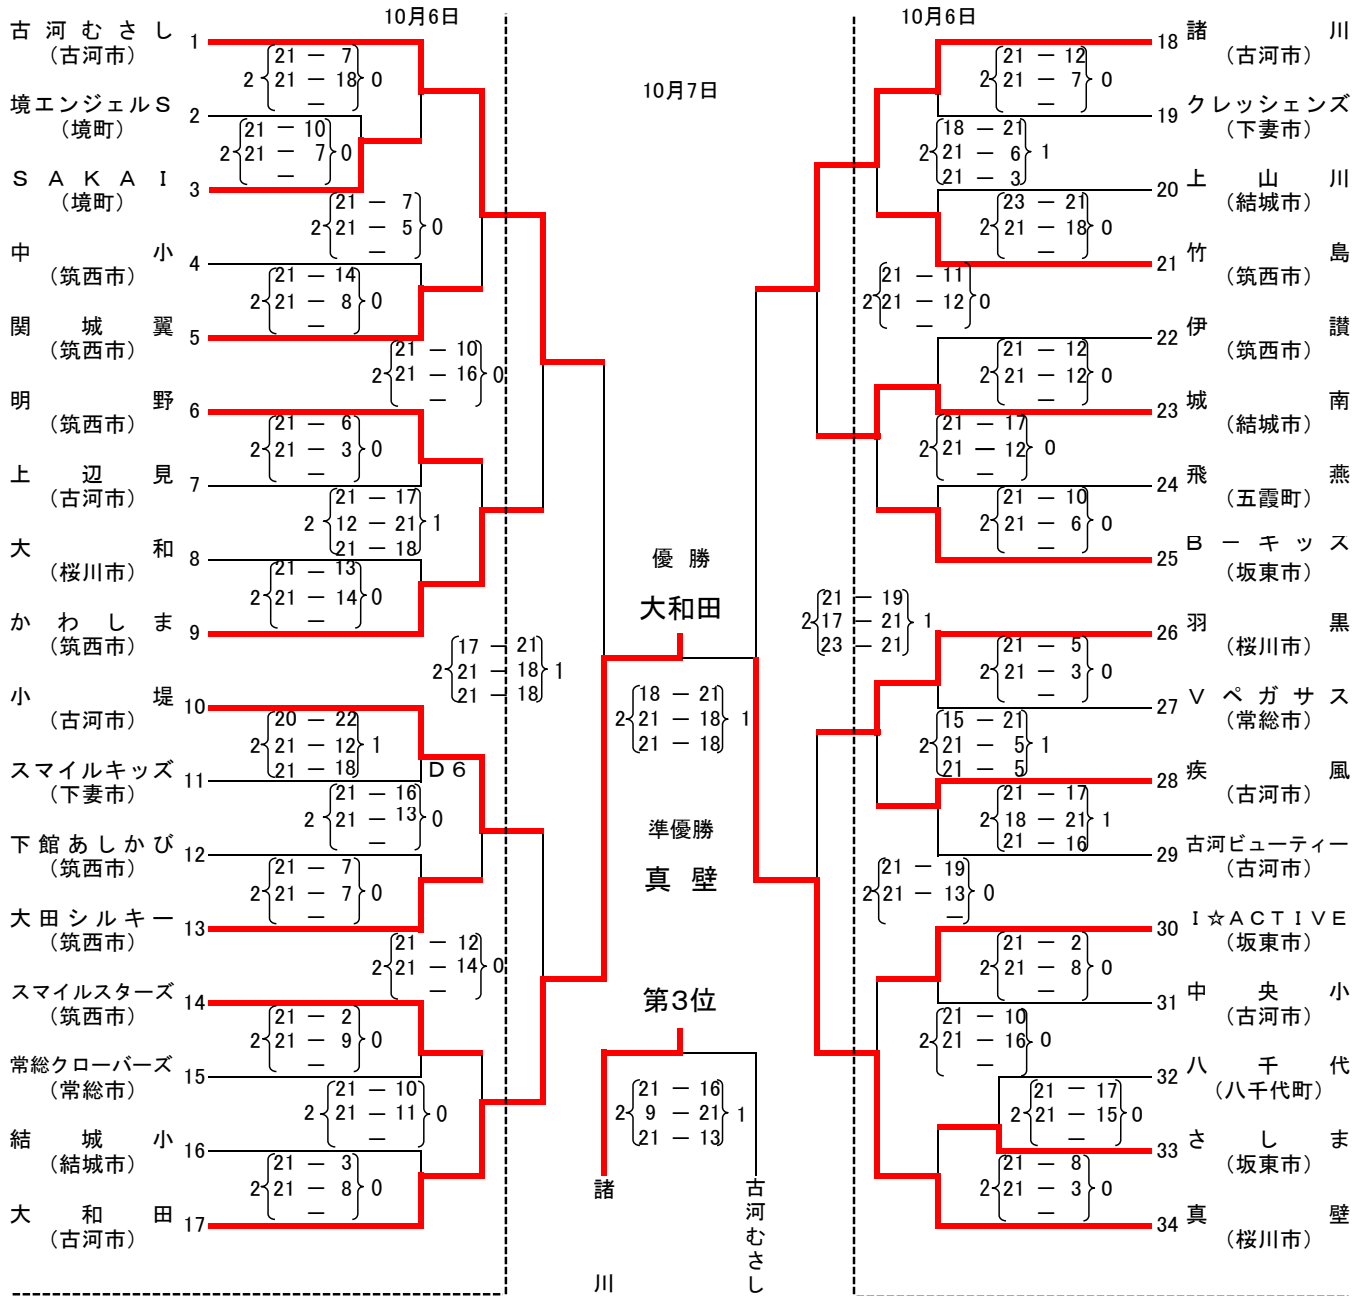 10月6日
古河むさし
（古河市）
1
21 － 7
2 21 － 18 0
－
境エンジェルＳ
（境町）
2
21 － 10
2 21 － 7 0
－
ＳＡＫＡＩ
（境町）
3
21 － 7
2 21 － 5 0
－
中小
（筑西市）
4
21 － 14
2 21 － 8 0
－
関城翼
（筑西市）
5
21 － 10
2 21 － 16 0
－
明野
（筑西市）
6
21 － 6
2 21 － 3 0
－
上辺見
（古河市）
7
21 － 17
2 12 － 21 1
21 － 18
大和
（桜川市）
8
21 － 13
2 21 － 14 0
－
かわしま
（筑西市）
9
17 － 21
2 21 － 18 1
21 － 18
小堤
（古河市）
10
20 － 22
2 21 － 12 1
21 － 18
Ｄ６
スマイルキッズ
（下妻市）
11
21 － 16
2 21 － 13 0
－
下館あしかび
（筑西市）
12
21 － 7
2 21 － 7 0
－
大田シルキー
（筑西市）
13
21 － 12
2 21 － 14 0
－
スマイルスターズ
（筑西市）
14
21 － 2
2 21 － 9 0
－
常総クローバーズ
（常総市）
15
21 － 10
2 21 － 11 0
－
結城小
（結城市）
16
21 － 3
2 21 － 8 0
－
大和田
（古河市）
17
10月7日
優勝
大和田
18 － 21
2 21 － 18 1
21 － 18
準優勝
真壁
第3位
21 － 16
2 9 － 21 1
21 － 13
諸川
古河むさし
10月6日
18
諸川
（古河市）
21 － 12
2 21 － 7 0
－
19
クレッシェンズ
（下妻市）
18 － 21
2 21 － 6 1
21 － 3
20
上山川
（結城市）
23 － 21
2 21 － 18 0
－
21
竹島
（筑西市）
21 － 11
2 21 － 12 0
－
22
伊讃
（筑西市）
21 － 12
2 21 － 12 0
－
23
城南
（結城市）
21 － 17
2 21 － 12 0
－
24
飛燕
（五霞町）
21 － 10
2 21 － 6 0
－
25
Ｂーキッス
（坂東市）
21 － 19
2 17 － 21 1
23 － 21
26
羽黒
（桜川市）
21 － 5
2 21 － 3 0
－
27
Ｖペガサス
（常総市）
15 － 21
2 21 － 5 1
21 － 5
28
疾風
（古河市）
21 － 17
2 18 － 21 1
21 － 16
29
古河ビューティー
（古河市）
21 － 19
2 21 － 13 0
－
30
Ｉ☆ＡＣＴＩＶＥ
（坂東市）
21 － 2
2 21 － 8 0
－
31
中央小
（古河市）
21 － 10
2 21 － 16 0
－
32
八千代
（八千代町）
21 － 17
2 21 － 15 0
－
33
さしま
（坂東市）
21 － 8
2 21 － 3 0
－
34
真壁
（桜川市）